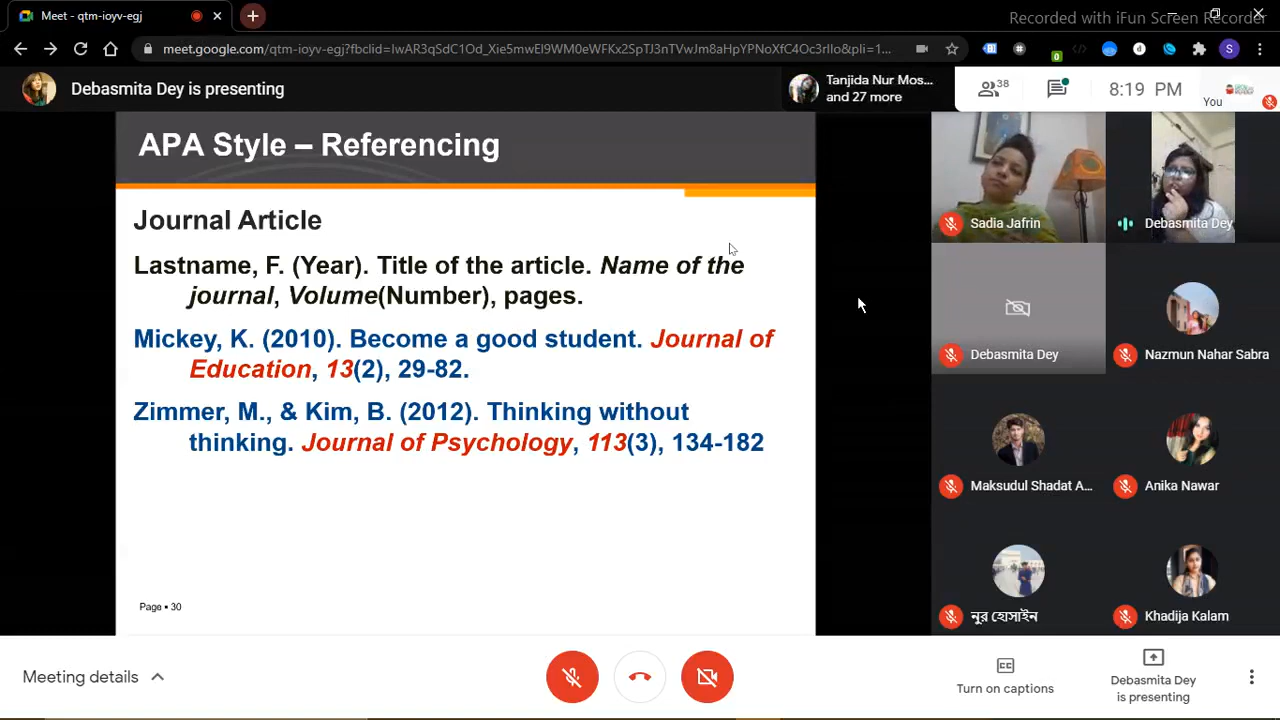 Meet - qtm-ioyv-egj
Recorded with iFun Screen Recorder
meet.google.com/qtm-ioyv-egj?fbclid=IwAR3qSdC1Od_Xie5mwEl9WM0eWFKx2SpTJ3nTVwJm8aHpYPNoXfC4Oc3rlIo&pli=1...
0
d
S
Debasmita Dey is presenting
Tanjida Nur Mos...
and 27 more
38
8:19 PM
You
APA Style – Referencing
Journal Article
Lastname, F. (Year). Title of the article. Name of the
journal, Volume(Number), pages.
Mickey, K. (2010). Become a good student. Journal of
Education, 13(2), 29-82.
Zimmer, M., & Kim, B. (2012). Thinking without
thinking. Journal of Psychology, 113(3), 134-182
Page ▪ 30
Sadia Jafrin
Debasmita Dey
Debasmita Dey
Nazmun Nahar Sabra
Maksudul Shadat A...
Anika Nawar
নুর হোসাইন
Khadija Kalam
Meeting details
CC
Turn on captions
Debasmita Dey
is presenting